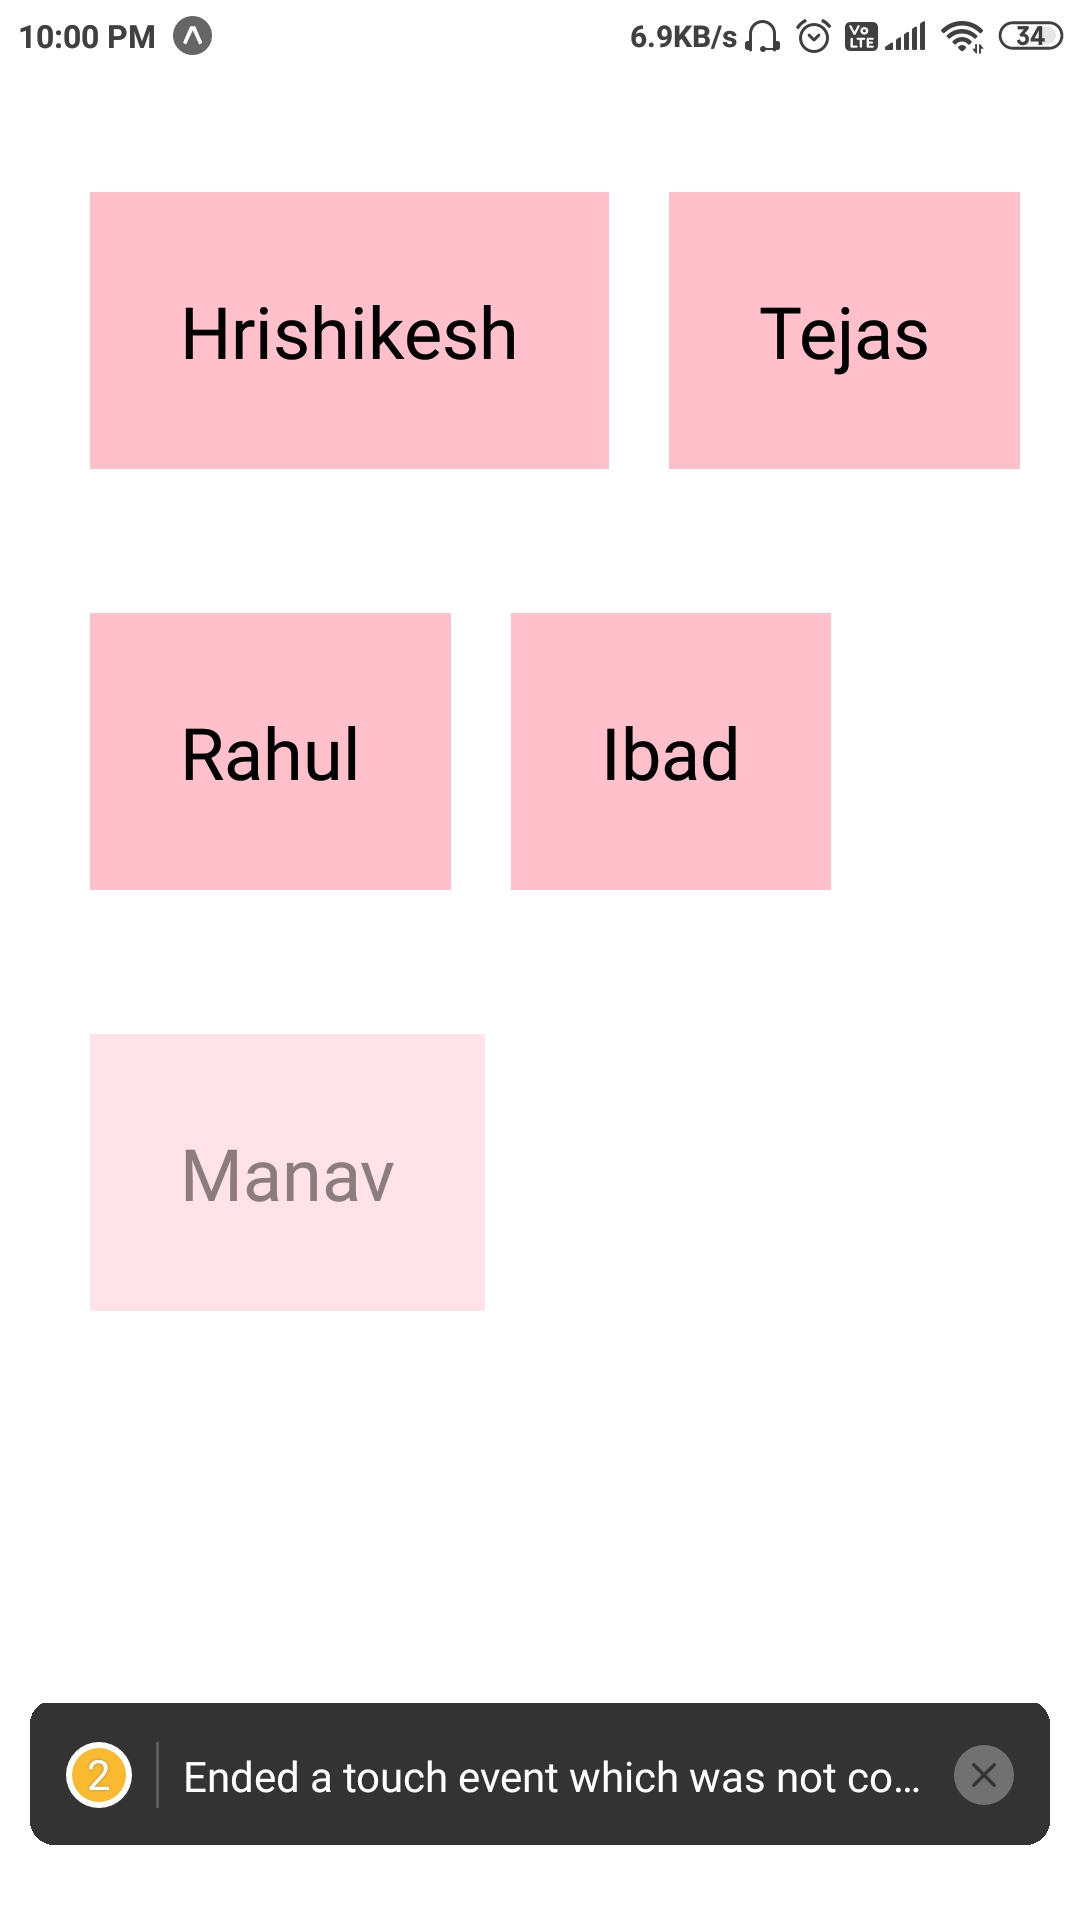 10:00 PM 6.9KB/s Vo LTE 34
Hrishikesh Tejas
Rahul Ibad
Manav
2 Ended a touch event which was not co...